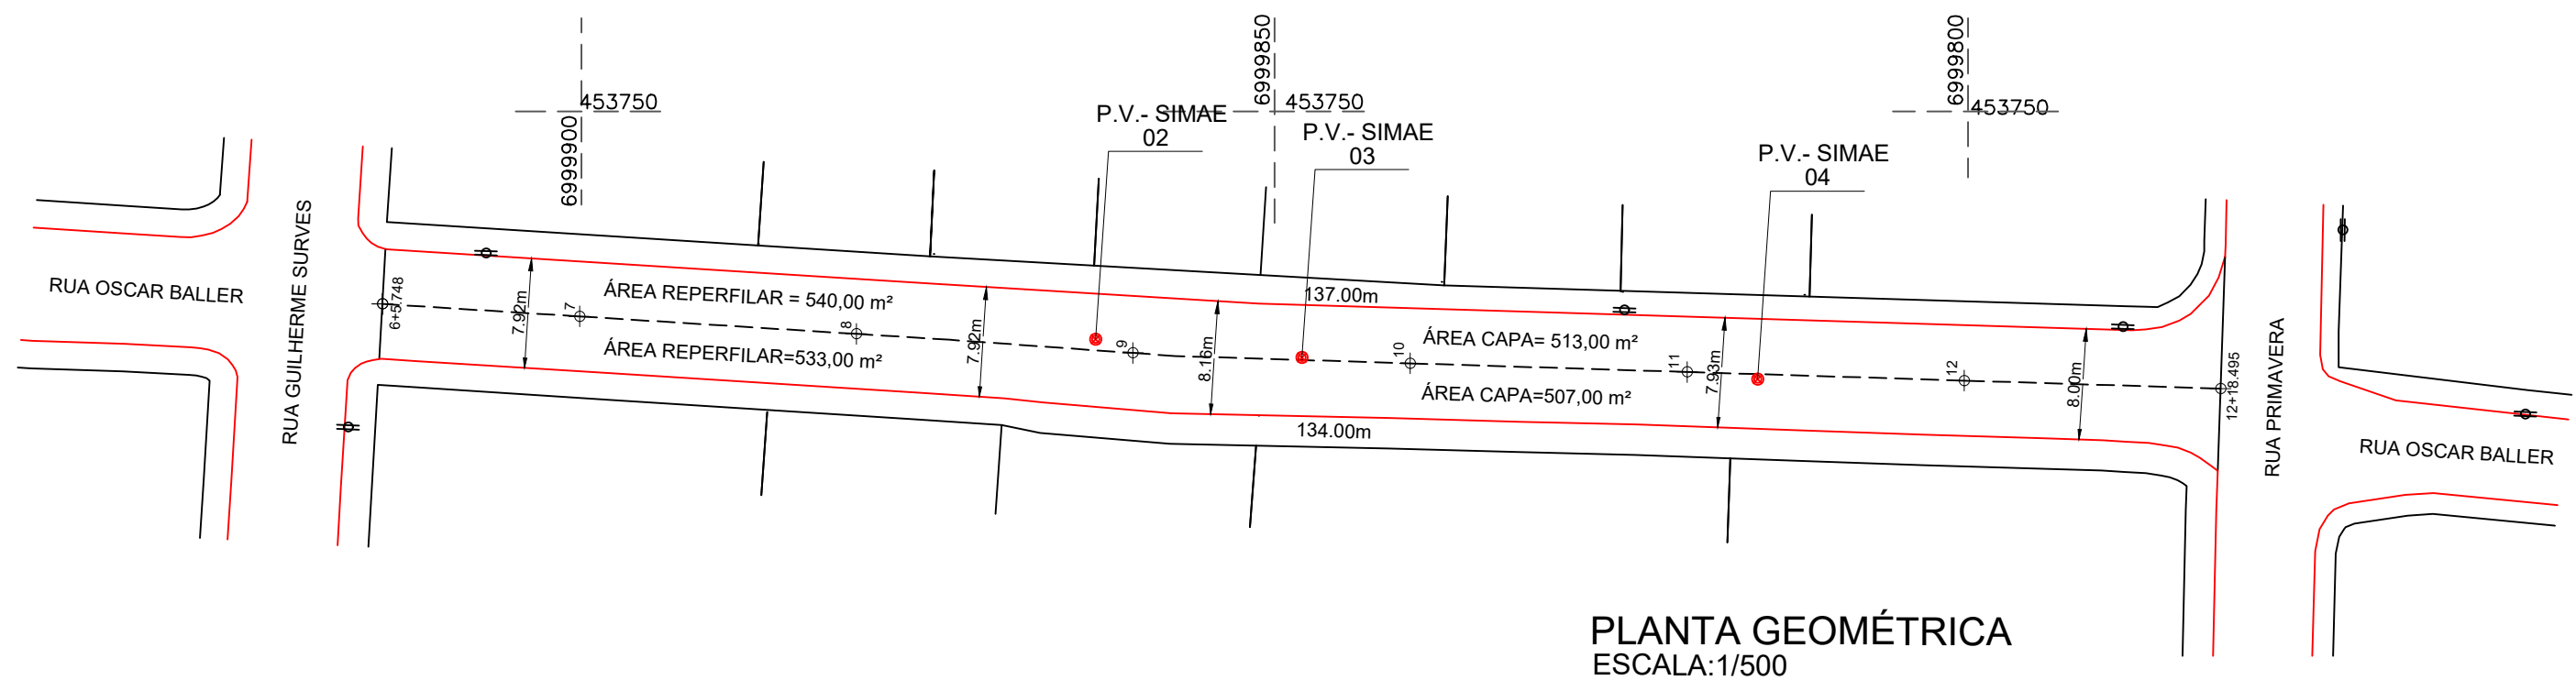 6999900
453750
6999850
453750
6999800
453750
P.V.- SIMAE
02
P.V.- SIMAE
03
P.V.- SIMAE
04
RUA OSCAR BALLER
RUA GUILHERME SURVES
6+5.748
7.92m
7
ÁREA REPERFILAR = 540,00 m²
ÁREA REPERFILAR=533,00 m²
8
7.92m
9
8.16m
137.00m
134.00m
10
ÁREA CAPA= 513,00 m²
ÁREA CAPA=507,00 m²
11
7.93m
12
8.00m
12+18.495
RUA PRIMAVERA
RUA OSCAR BALLER
PLANTA GEOMÉTRICA
ESCALA:1/500